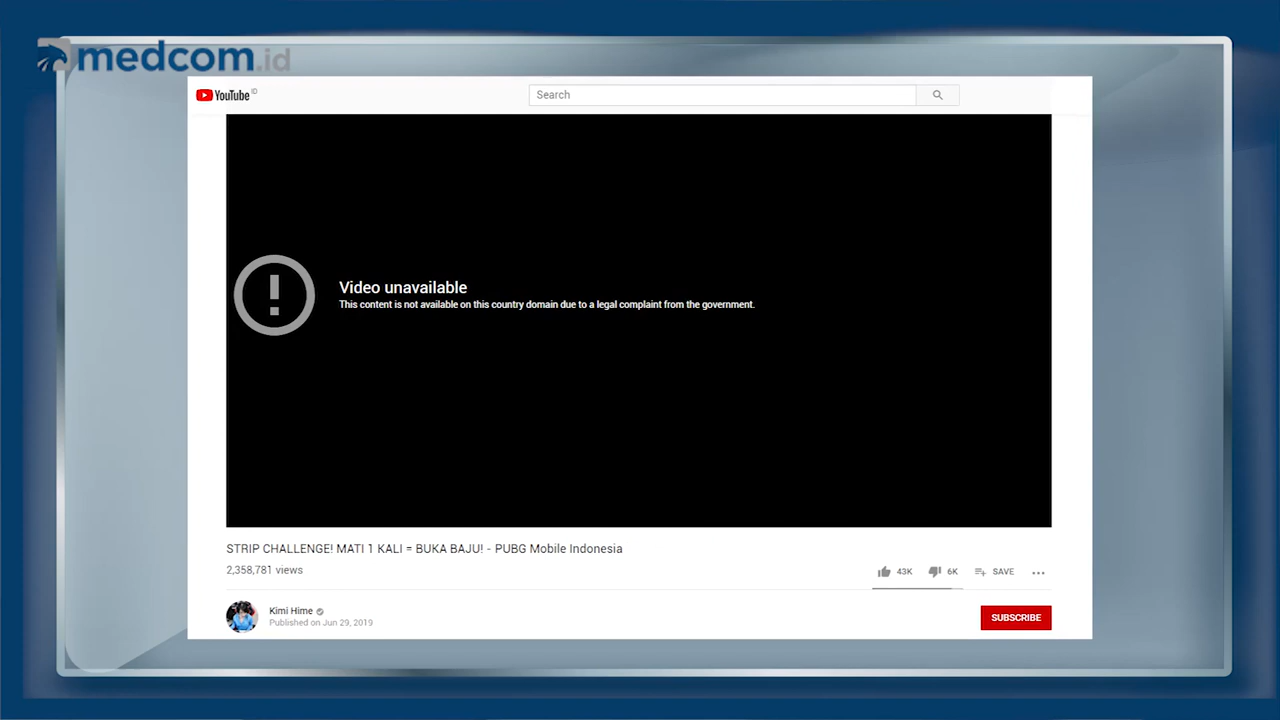 medcom.id
YouTube ID
Search
Video unavailable
This content is not available on this country domain due to a legal complaint from the government.
STRIP CHALLENGE! MATI 1 KALI = BUKA BAJU! - PUBG Mobile Indonesia
2,358,781 views
43K 6K SAVE
Kimi Hime
Published on Jun 29, 2019
SUBSCRIBE